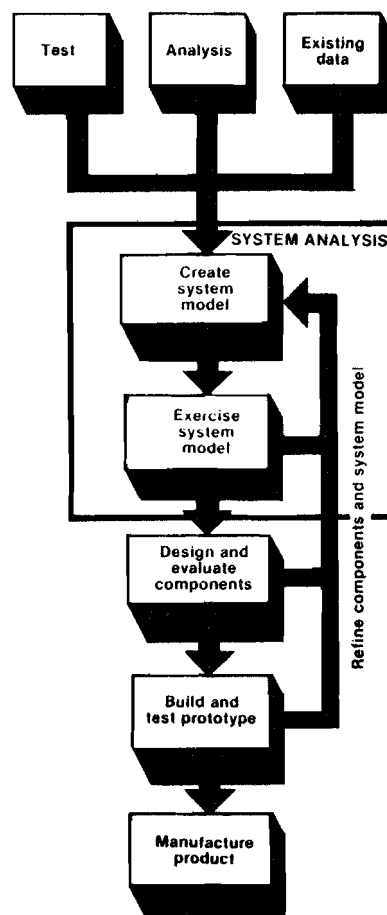 Test
Analysis
Existing
data
SYSTEM ANALYSIS
Create
system
model
Exercise
system
model
Design and
evaluate
components
Build and
test prototype
Manufacture
product
Refine components and system model